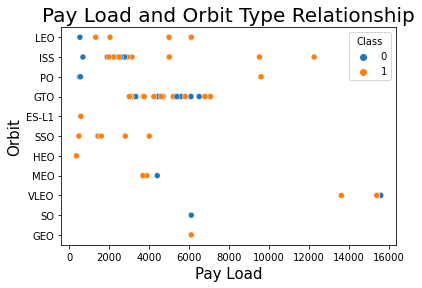 Pay Load and Orbit Type Relationship
Orbit
LEO
ISS
PO
GTO
ES-L1
SSO
HEO
MEO
VLEO
SO
GEO
Class
0
1
0 2000 4000 6000 8000 10000 12000 14000 16000
Pay Load